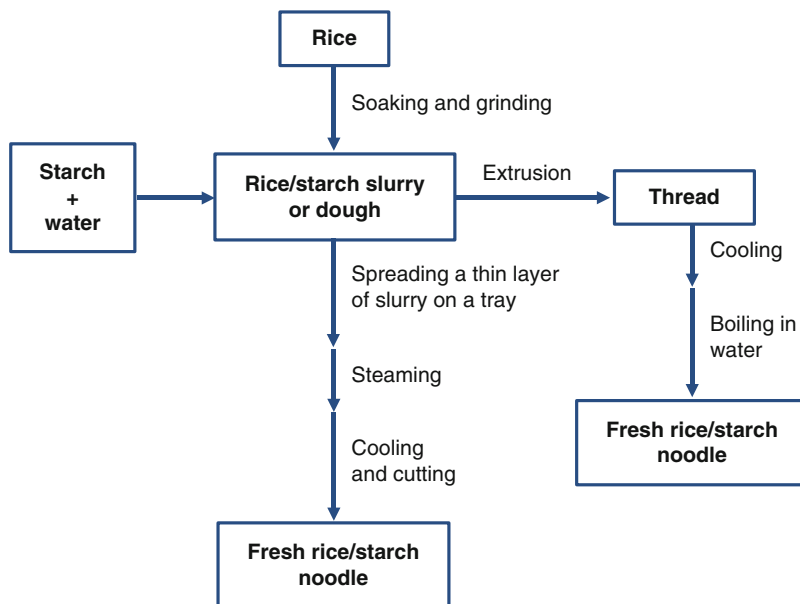 Rice
Soaking and grinding
Starch
+
water
Rice/starch slurry
or dough
Extrusion
Thread
Cooling
Boiling in
water
Fresh rice/starch
noodle
Spreading a thin layer
of slurry on a tray
Steaming
Cooling
and cutting
Fresh rice/starch
noodle